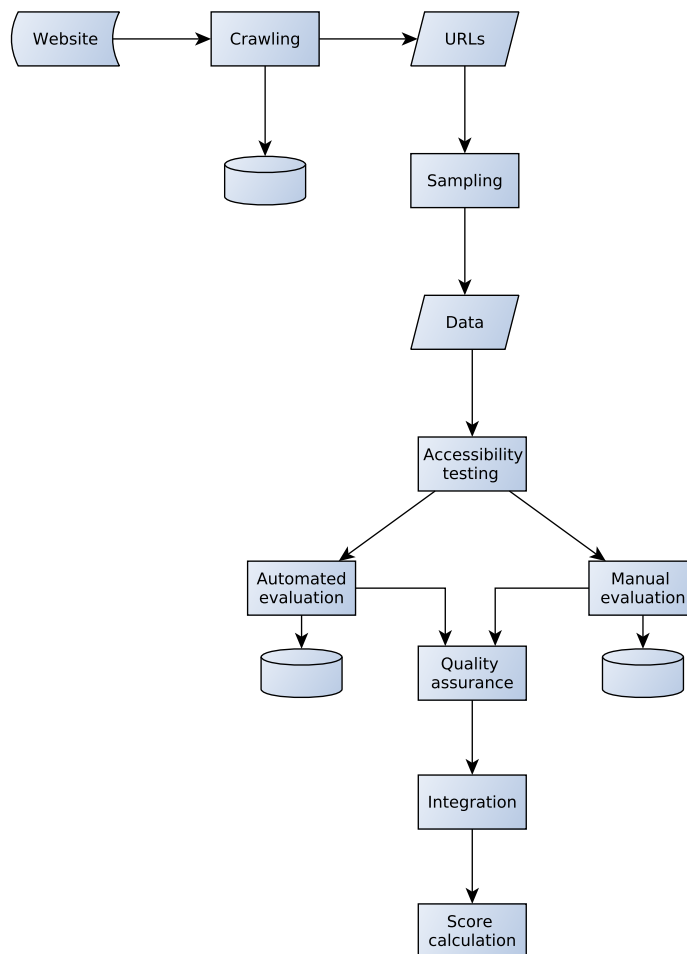 Website
Crawling
URLs
Sampling
Data
Accessibility
testing
Automated
evaluation
Manual
evaluation
Quality
assurance
Integration
Score
calculation